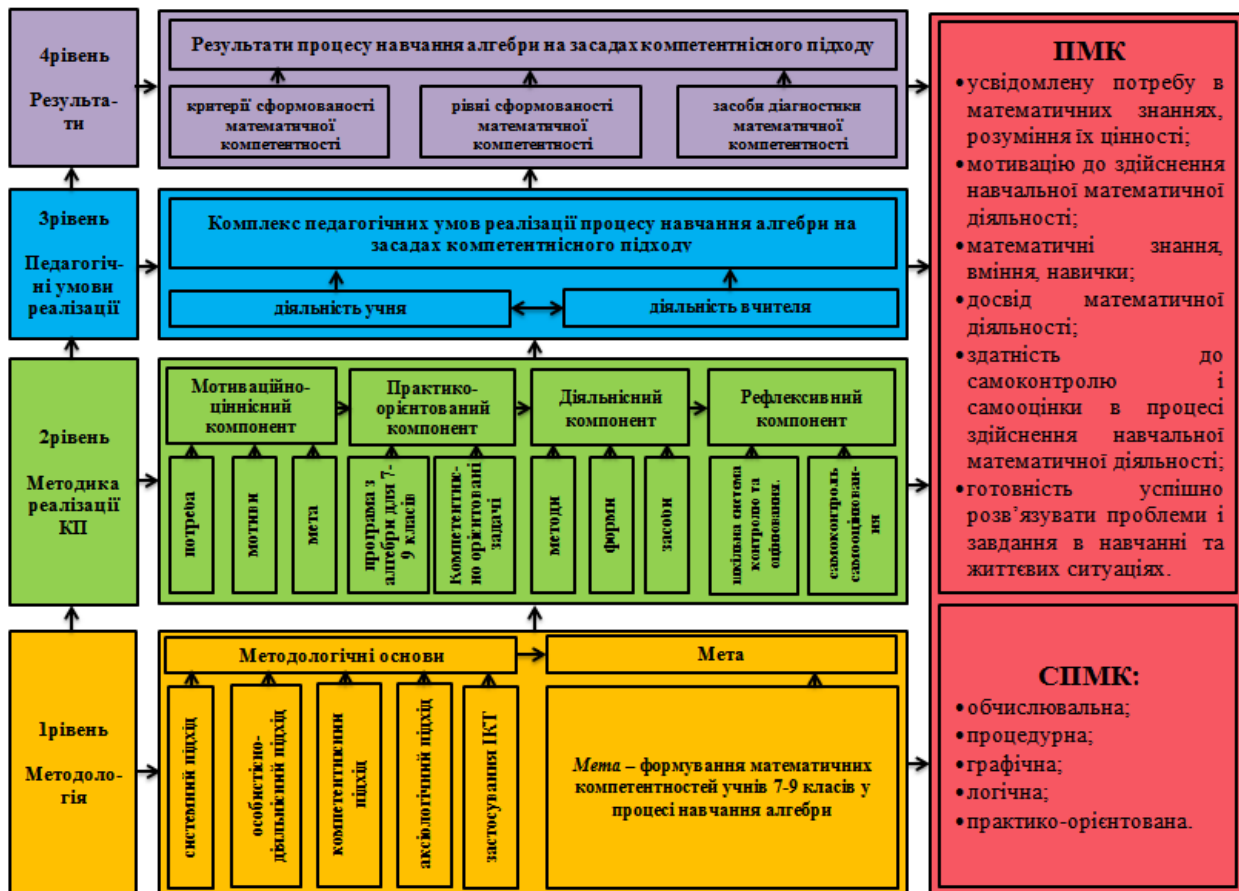 4рівень
Результа-
ти
Результати процесу навчання алгебри на засадах компетентнісного підходу
критерії сформованості
математичної
компетентності
рівні сформованості
математичної
компетентності
засоби діагностики
математичної
компетентності
3рівень
Педагогіч-
ні умови
реалізації
Комплекс педагогічних умов реалізації процесу навчання алгебри на
засадах компетентнісного підходу
діяльність учня
діяльність вчителя
2рівень
Методика
реалізації
КП
Мотиваційно-
ціннісний
компонент
Практико-
орієнтований
компонент
Діяльнісний
компонент
Рефлексивний
компонент
потреба
мотиви
мета
програма з
алгебри для 7-
9 класів
Компетентніс-
но орієнтовані
задачі
методи
форми
засоби
шкільна система
контролю та
оцінювання.
самоконтроль
самооцінюван-
ня
1рівень
Методоло-
гія
Методологічні основи
Мета
системний підхід
особистісно-
діяльнісний підхід
компетентнісний
підхід
аксіологічний підхід
застосування ІКТ
Мета – формування математичних
компетентностей учнів 7-9 класів у
процесі навчання алгебри
ПМК
•усвідомлену потребу в
математичних знаннях,
розуміння їх цінності;
•мотивацію до здійснення
навчальної математичної
діяльності;
•математичні знання,
вміння, навички;
•досвід математичної
діяльності;
•здатність до
самоконтролю і
самооцінки в процесі
здійснення навчальної
математичної діяльності;
•готовність успішно
розв’язувати проблеми і
завдання в навчанні та
життєвих ситуаціях.
СПМК:
•обчислювальна;
•процедурна;
•графічна;
•логічна;
•практико-орієнтована.